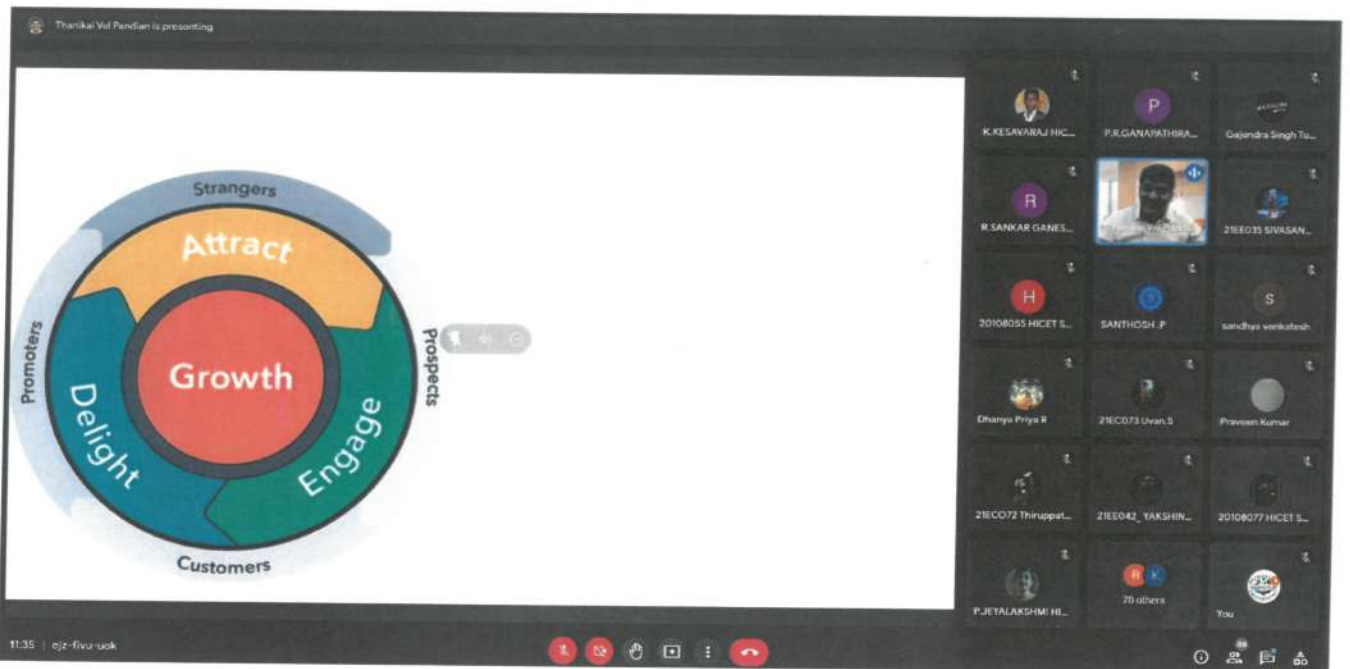 Thanikai Vel Pandian is presenting
Strangers
Attract
Promoters
Growth
Prospects
Delight
Engage
Customers
K.KESAVARAJ HIC...
P.R.GANAPATHIRA...
Gajendra Singh Tu...
R.SANKAR GANES...
21EE035 SIVASAN...
20108055 HICET S...
SANTHOSH .P
sandhya venkatesh
Dhanya Priya R
21EC073 Uvan.S
Praveen Kumar
21EC072 Thiruppat...
21EE042_ YAKSHIN...
20108077 HICET S...
P.JEYALAKSHMI HI...
70 others
You
P
R
H
S
S
R
K
11:35 | ejz-fivu-uok